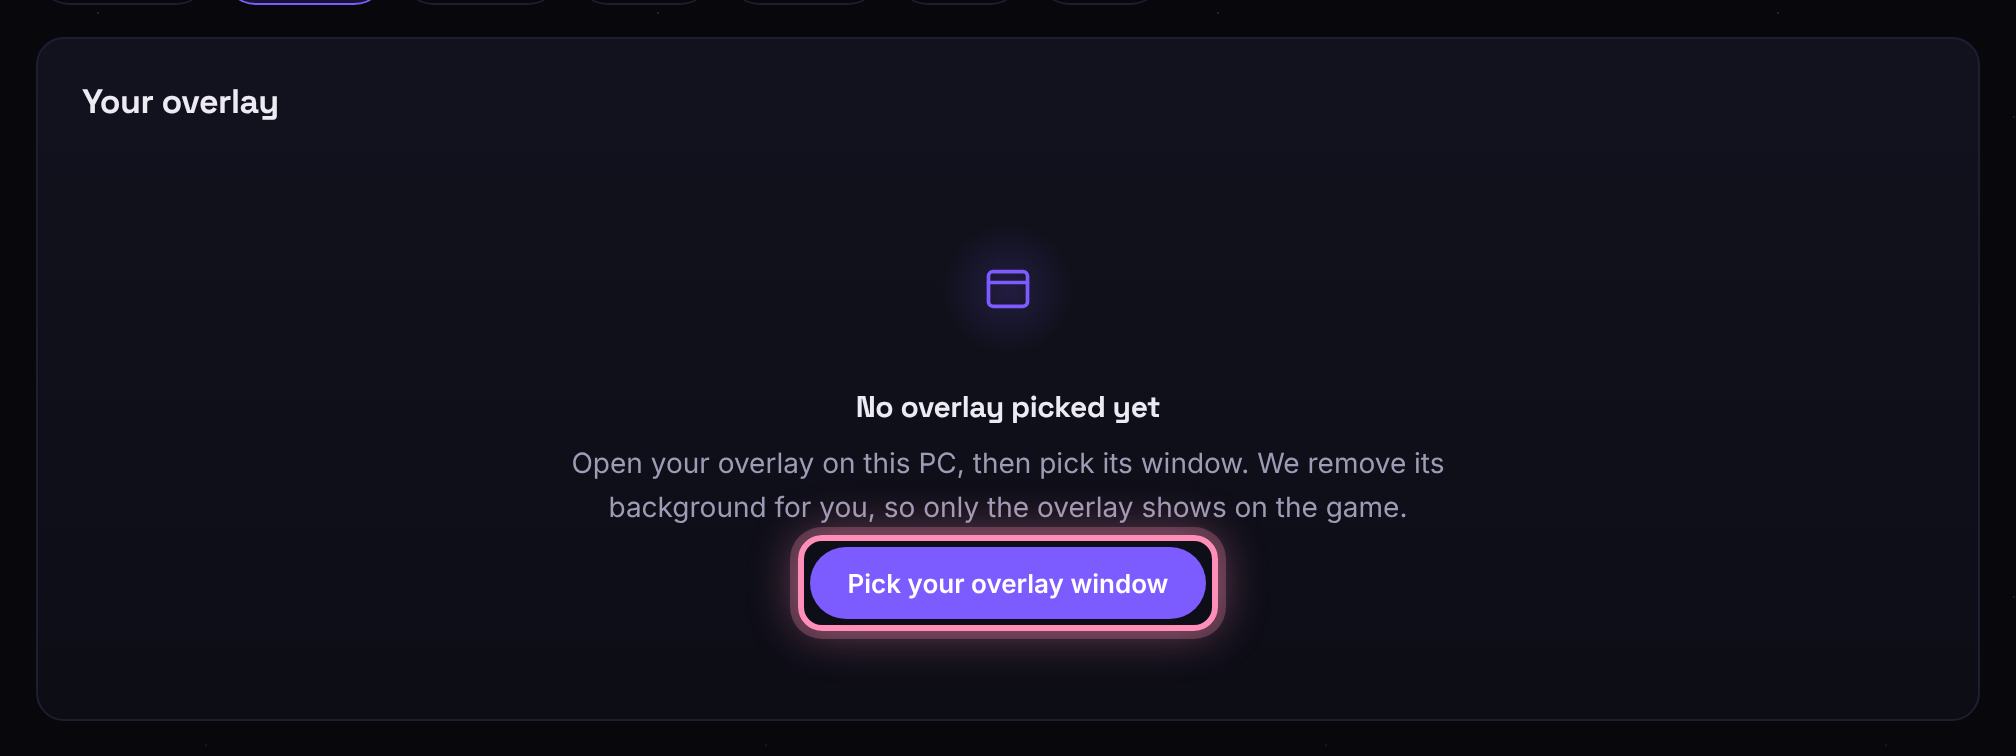 Your overlay
No overlay picked yet
Open your overlay on this PC, then pick its window. We remove its
background for you, so only the overlay shows on the game.
Pick your overlay window